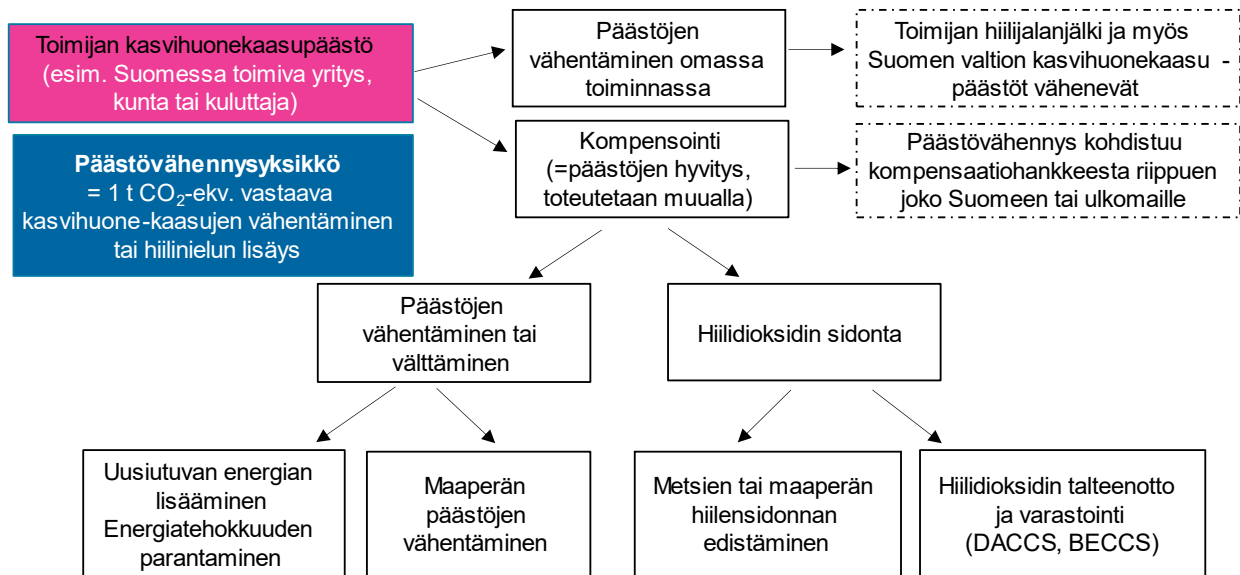 Toimijan kasvihuonekaasupäästö
(esim. Suomessa toimiva yritys,
kunta tai kuluttaja)
Päästöjen
vähentäminen omassa
toiminnassa
Toimijan hiilijalanjälki ja myös
Suomen valtion kasvihuonekaasu -
päästöt vähenevät
Päästövähennysyksikkö
= 1 t CO₂-ekv. vastaava
kasvihuone-kaasujen vähentäminen
tai hiilinielun lisäys
Kompensointi
(=päästöjen hyvitys,
toteutetaan muualla)
Päästövähennys kohdistuu
kompensaatiohankkeesta riippuen
joko Suomeen tai ulkomaille
Päästöjen
vähentäminen tai
välttäminen
Hiilidioksidin sidonta
Uusiutuvan energian
lisääminen
Energiatehokkuuden
parantaminen
Maaperän
päästöjen
vähentäminen
Metsien tai maaperän
hiilensidonnan
edistäminen
Hiilidioksidin talteenotto
ja varastointi
(DACCS, BECCS)